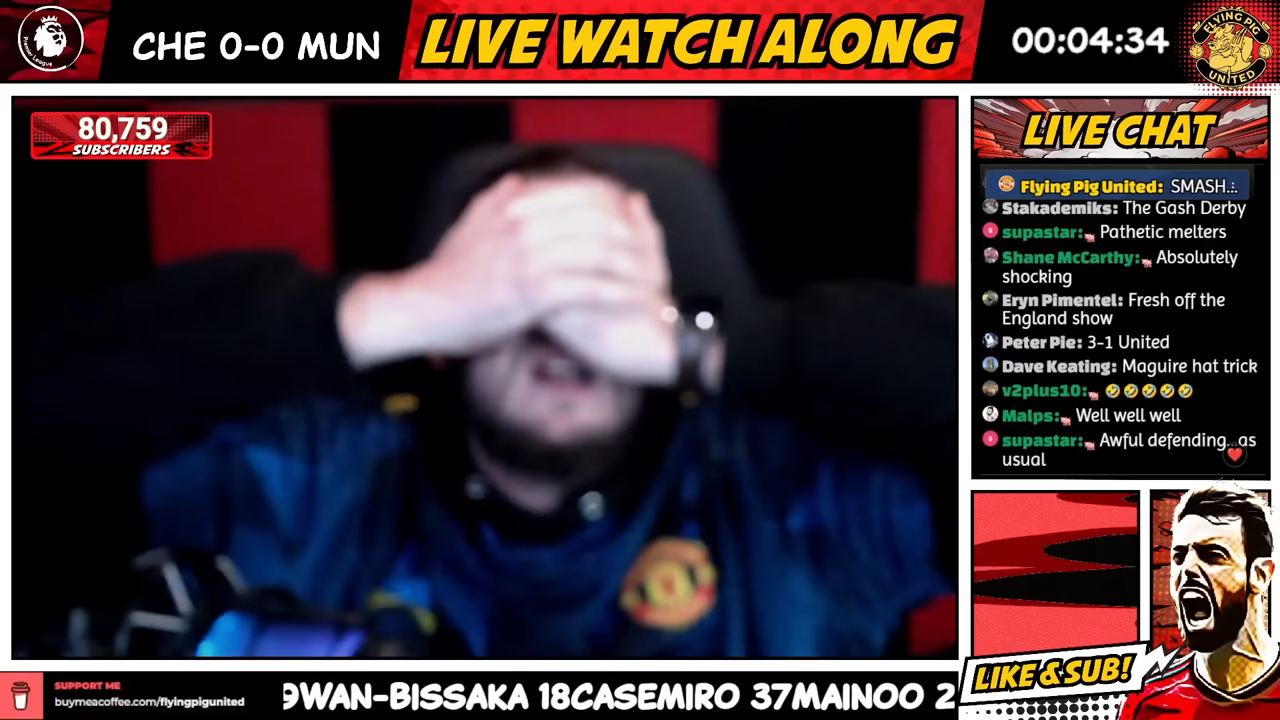 Premier League
CHE 0-0 MUN
LIVE WATCH ALONG
00:04:34
FLYING PIG
UNITED
80,759
SUBSCRIBERS
LIVE CHAT
Flying Pig United: SMASH...
Stakademiks: The Gash Derby
supastar: Pathetic melters
Shane McCarthy: Absolutely
shocking
Eryn Pimentel: Fresh off the
England show
Peter Pie: 3-1 United
Dave Keating: Maguire hat trick
v2plus10: 🤣🤣🤣🤣🤣
Malps: Well well well
supastar: Awful defending...as
usual
LIKE & SUB!
SUPPORT ME
buymeacoffee.com/flyingpigunited
9WAN-BISSAKA 18CASEMIRO 37MAINOO 2